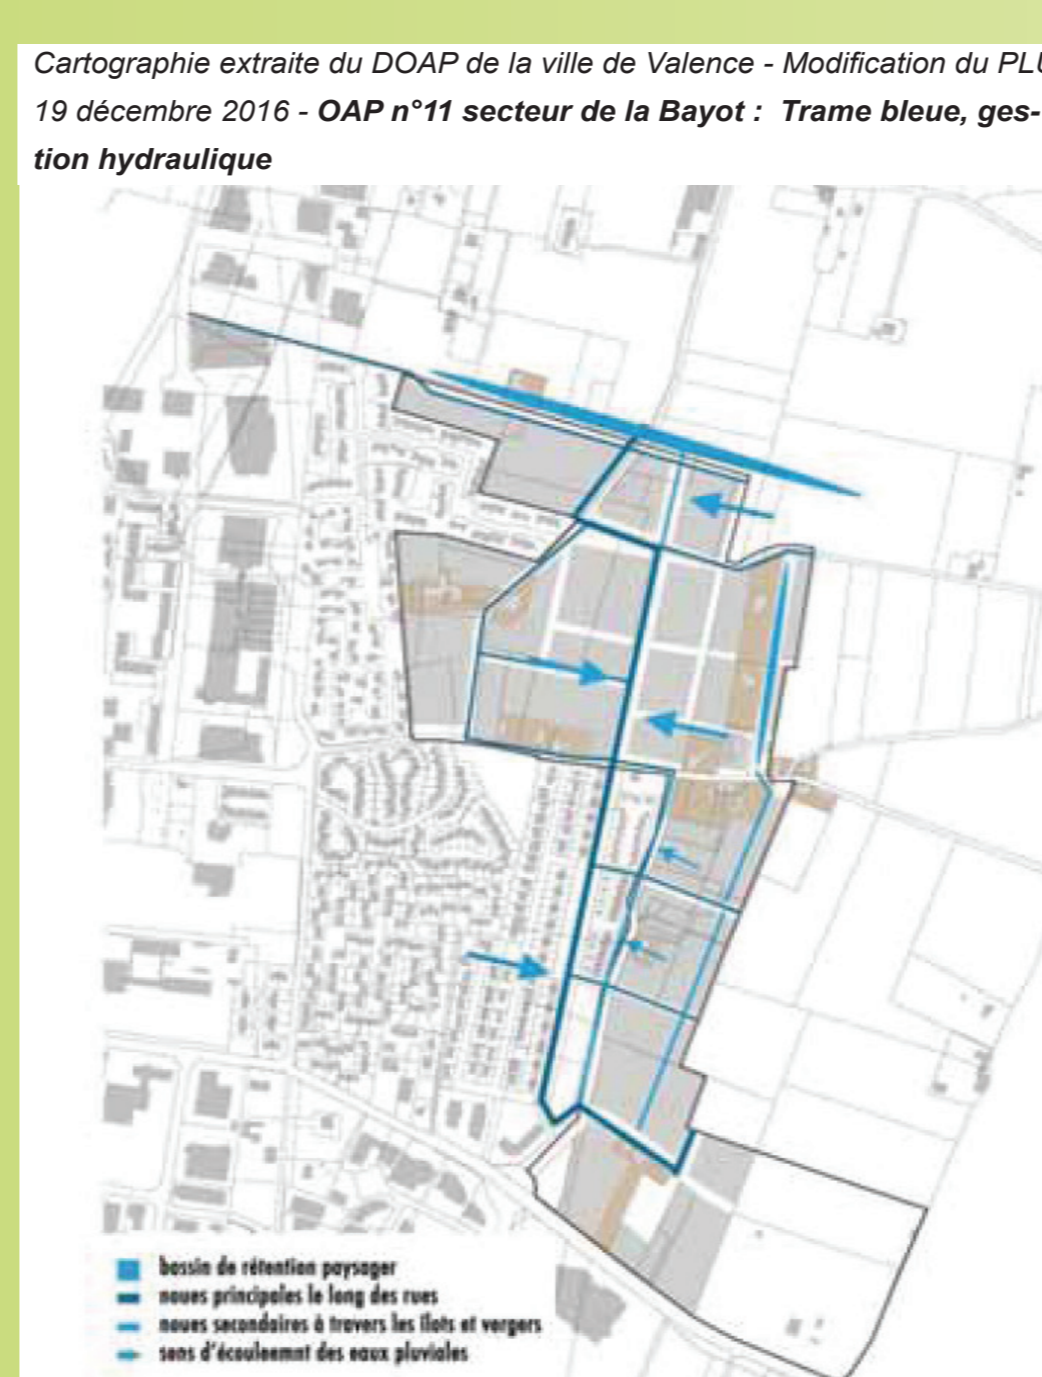 Cartographie extraite du DOAP de la ville de Valence - Modification du PLU
19 décembre 2016 - OAP n°11 secteur de la Bayot : Trame bleue, ges-
tion hydraulique
bassin de rétention paysager
noues principales le long des rues
noues secondaires à travers les îlots et vergers
sens d'écouleemnt des eaux pluviales